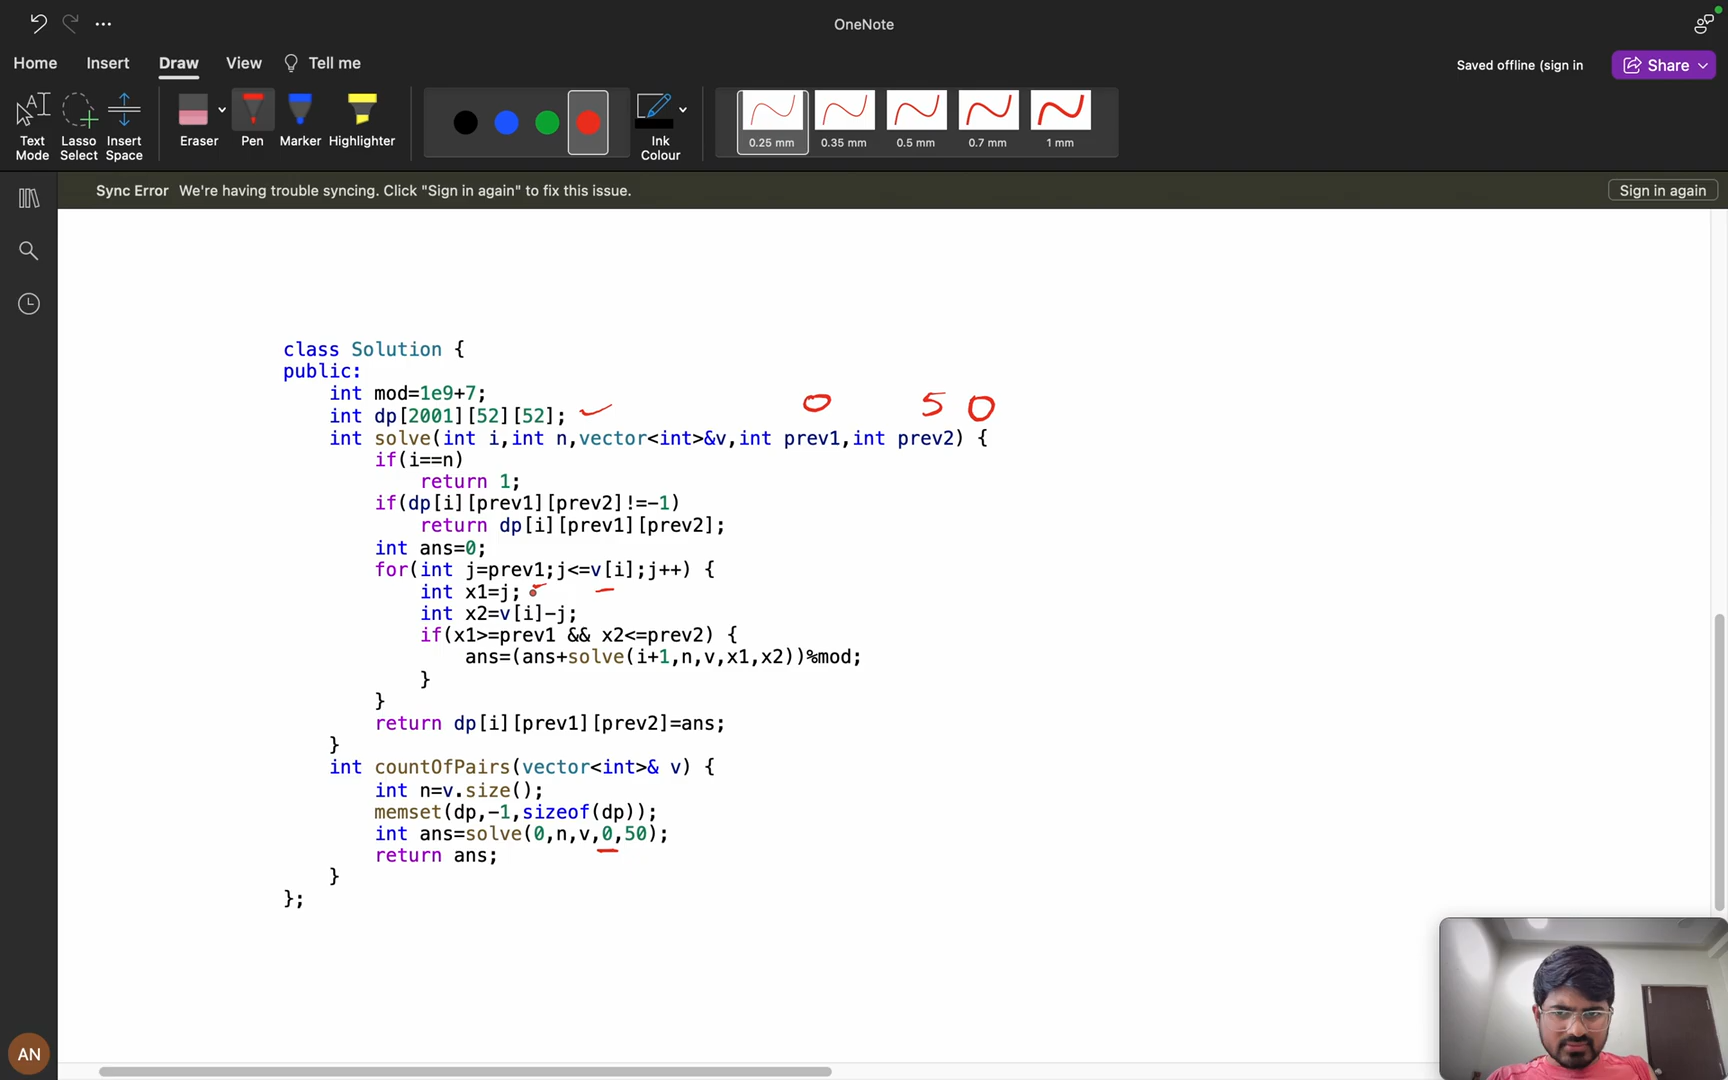 OneNote
Home Insert Draw View Tell me
Saved offline (sign in
Share
Text Mode
Lasso Select
Insert Space
Eraser
Pen
Marker
Highlighter
Ink Colour
0.25 mm 0.35 mm 0.5 mm 0.7 mm 1 mm
Sync Error We're having trouble syncing. Click "Sign in again" to fix this issue.
Sign in again
class Solution {
public:
int mod=1e9+7;
0 50
int dp[2001][52][52];
int solve(int i,int n,vector<int>&v,int prev1,int prev2) {
if(i==n)
return 1;
if(dp[i][prev1][prev2]!=-1)
return dp[i][prev1][prev2];
int ans=0;
for(int j=prev1;j<=v[i];j++) {
int x1=j;
int x2=v[i]-j;
if(x1>=prev1 && x2<=prev2) {
ans=(ans+solve(i+1,n,v,x1,x2))%mod;
}
}
return dp[i][prev1][prev2]=ans;
}
int countOfPairs(vector<int>& v) {
int n=v.size();
memset(dp,-1,sizeof(dp));
int ans=solve(0,n,v,0,50);
return ans;
}
};
AN